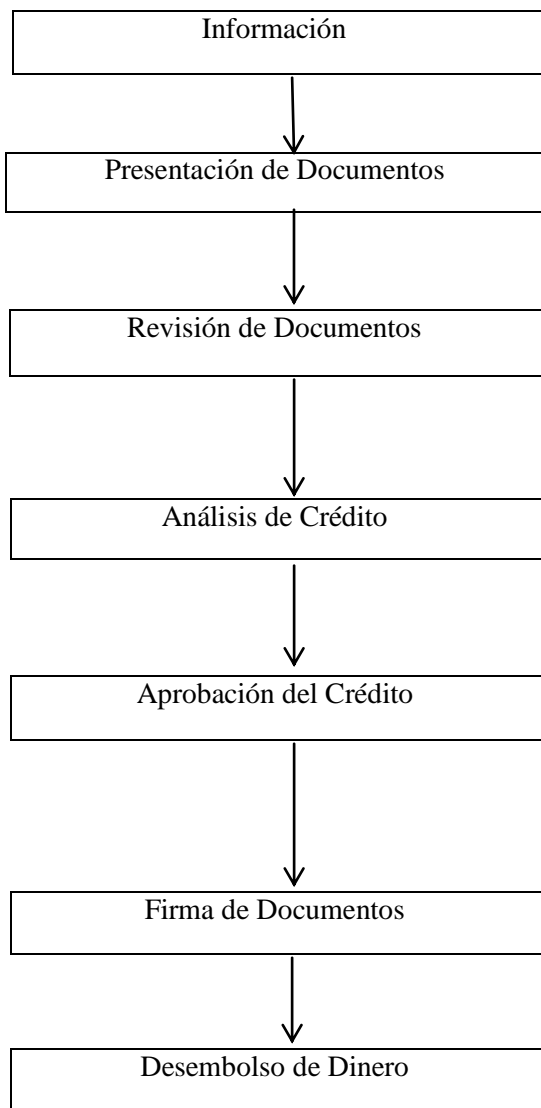 Información
Presentación de Documentos
Revisión de Documentos
Análisis de Crédito
Aprobación del Crédito
Firma de Documentos
Desembolso de Dinero